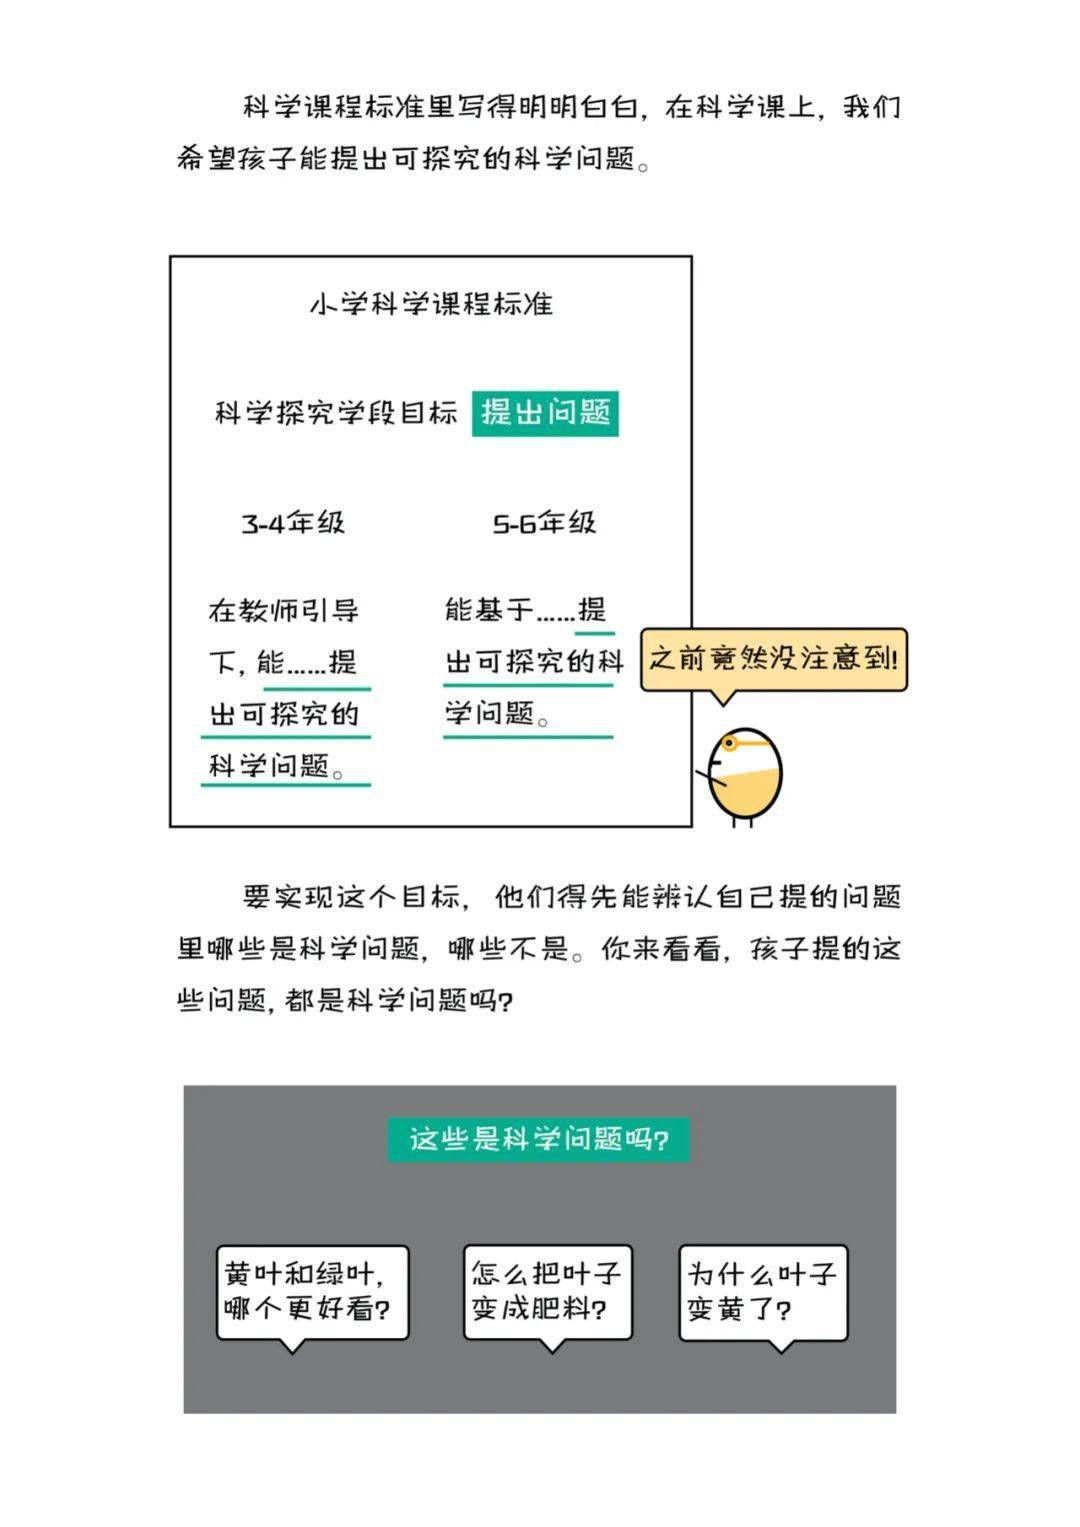 科学课程标准里写得明明白白，在科学课上，我们
希望孩子能提出可探究的科学问题。
小学科学课程标准
科学探究学段目标 提出问题
3-4年级
在教师引导
下，能……提
出可探究的
科学问题。
5-6年级
能基于……提
出可探究的科
学问题。
之前竟然没注意到!
要实现这个目标，他们得先能辨认自己提的问题
里哪些是科学问题，哪些不是。你来看看，孩子提的这
些问题，都是科学问题吗?
这些是科学问题吗?
黄叶和绿叶，
哪个更好看?
怎么把叶子
变成肥料?
为什么叶子
变黄了?